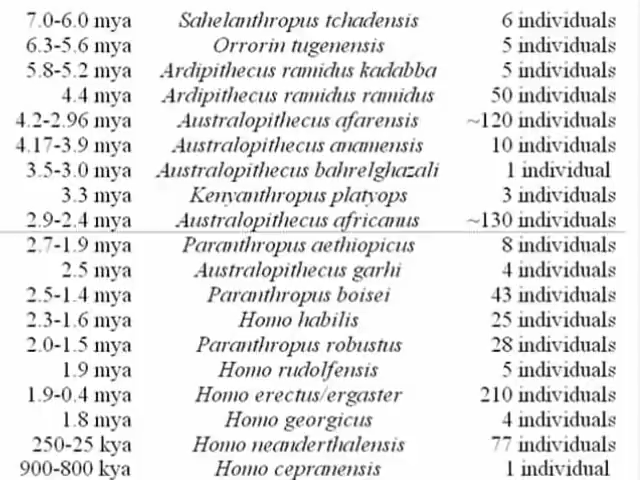 7.0-6.0 mya Sahelanthropus tchadensis 6 individuals
6.3-5.6 mya Orrorin tugenensis 5 individuals
5.8-5.2 mya Ardipithecus ramidus kadabba 5 individuals
4.4 mya Ardipithecus ramidus ramidus 50 individuals
4.2-2.96 mya Australopithecus afarensis ~120 individuals
4.17-3.9 mya Australopithecus anamensis 10 individuals
3.5-3.0 mya Australopithecus bahrelghazali 1 individual
3.3 mya Kenyanthropus platyops 3 individuals
2.9-2.4 mya Australopithecus africanus ~130 individuals
2.7-1.9 mya Paranthropus aethiopicus 8 individuals
2.5 mya Australopithecus garhi 4 individuals
2.5-1.4 mya Paranthropus boisei 43 individuals
2.3-1.6 mya Homo habilis 25 individuals
2.0-1.5 mya Paranthropus robustus 28 individuals
1.9 mya Homo rudolfensis 5 individuals
1.9-0.4 mya Homo erectus/ergaster 210 individuals
1.8 mya Homo georgicus 4 individuals
250-25 kya Homo neanderthalensis 77 individuals
900-800 kya Homo cepranensis 1 individual